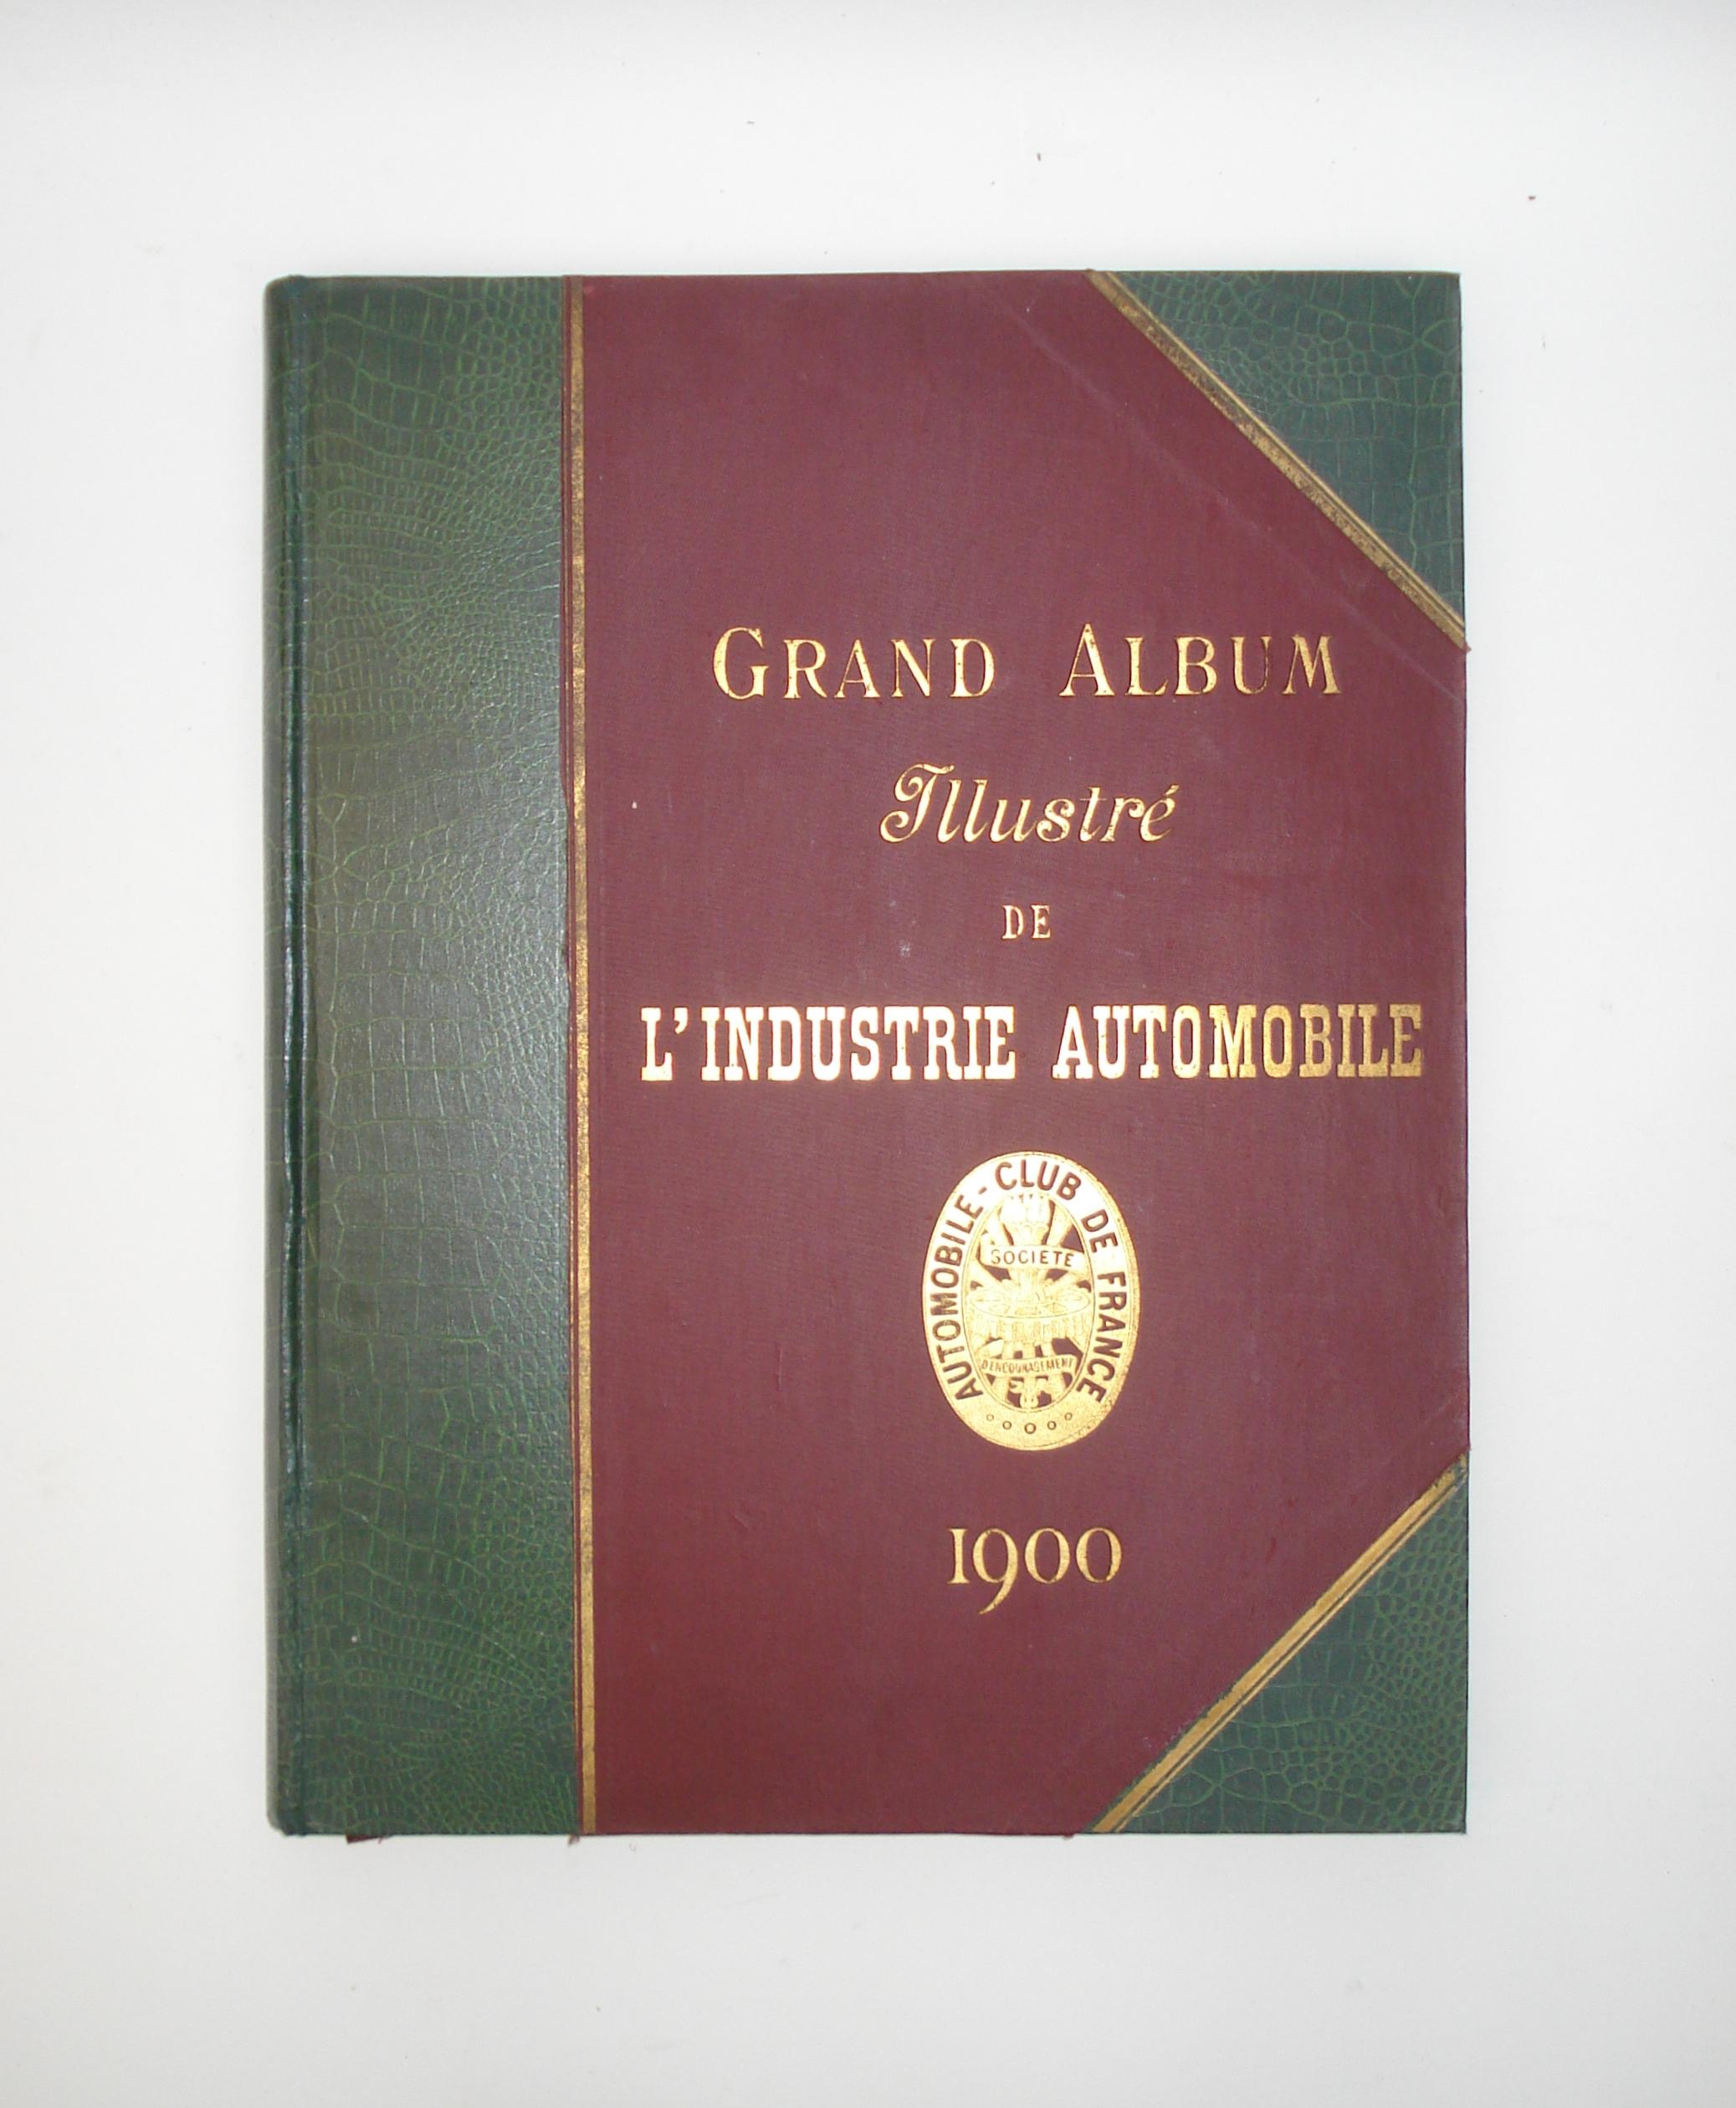 GRAND ALBUM
Illustré
DE
L'INDUSTRIE AUTOMOBILE
AUTOMOBILE-CLUB DE FRANCE
SOCIETE
D'ENCOURAGEMENT
1900